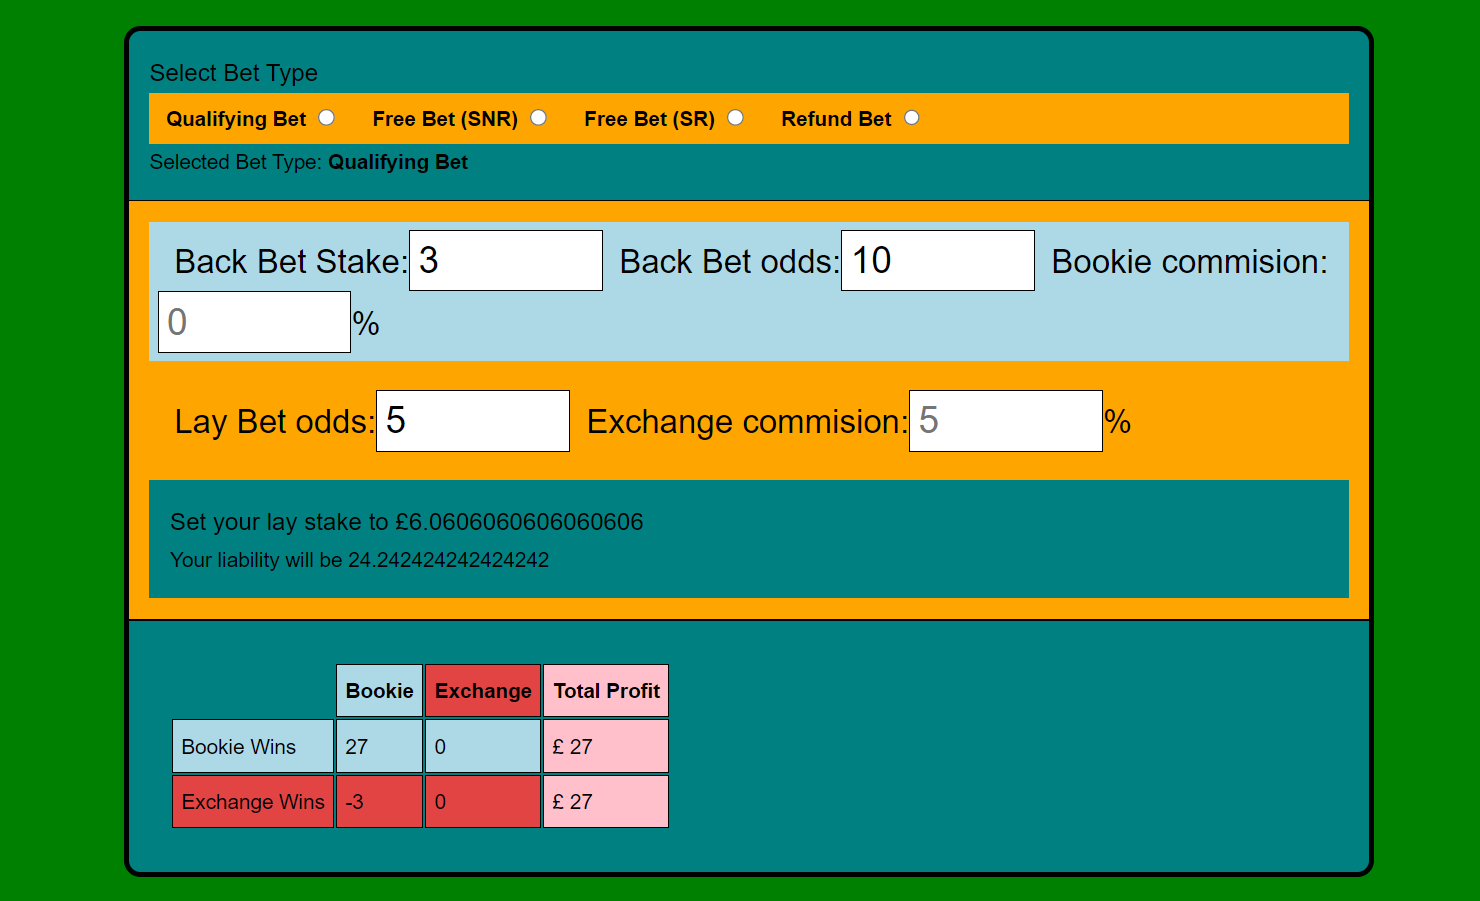 Select Bet Type
Qualifying Bet Free Bet (SNR) Free Bet (SR) Refund Bet
Selected Bet Type: Qualifying Bet
Back Bet Stake: 3 Back Bet odds: 10 Bookie commision:
0 %
Lay Bet odds: 5 Exchange commision: 5 %
Set your lay stake to £6.0606060606060606
Your liability will be 24.242424242424242
Bookie Exchange Total Profit
Bookie Wins 27 0 £ 27
Exchange Wins -3 0 £ 27